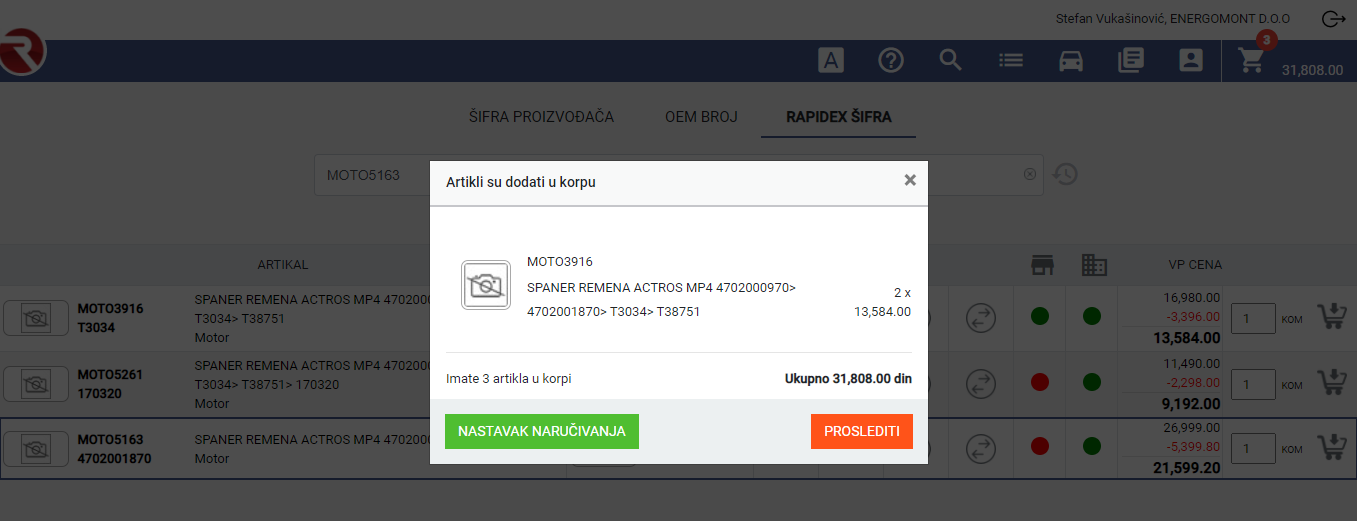 Stefan Vukašinović, ENERGOMONT D.O.O
R
A
3
31,808.00
ŠIFRA PROIZVOĐAČA
OEM BROJ
RAPIDEX ŠIFRA
MOTO5163
Artikli su dodati u korpu
MOTO3916
SPANER REMENA ACTROS MP4 4702000970>
4702001870> T3034> T38751
2 x
13,584.00
Imate 3 artikla u korpi
Ukupno 31,808.00 din
NASTAVAK NARUČIVANJA
PROSLEDITI
ARTIKAL
VP CENA
MOTO3916
T3034
SPANER REMENA ACTROS MP4 4702000
T3034> T38751
Motor
16,980.00
-3,396.00
13,584.00
1
KOM
MOTO5261
170320
SPANER REMENA ACTROS MP4 4702000
T3034> T38751> 170320
Motor
11,490.00
-2,298.00
9,192.00
1
KOM
MOTO5163
4702001870
SPANER REMENA ACTROS MP4 4702000
Motor
26,999.00
-5,399.80
21,599.20
1
KOM